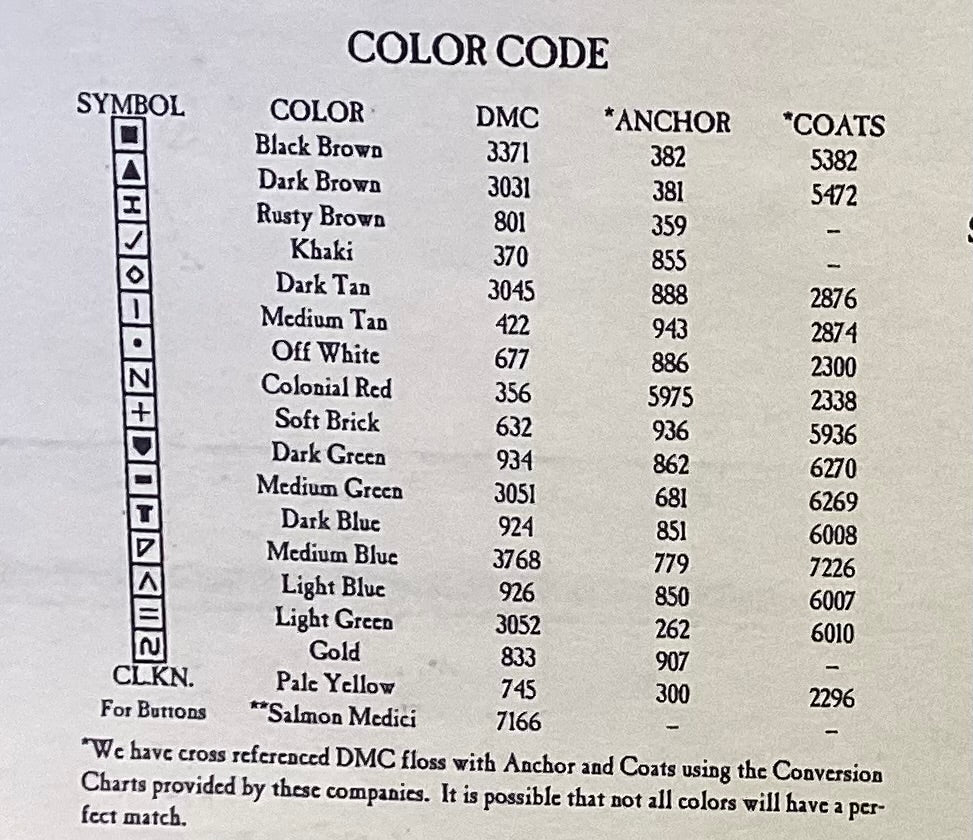 COLOR CODE
SYMBOL COLOR DMC *ANCHOR *COATS
■ Black Brown 3371 382 5382
▲ Dark Brown 3031 381 5472
I Rusty Brown 801 359 –
✓ Khaki 370 855 –
◇ Dark Tan 3045 888 2876
| Medium Tan 422 943 2874
• Off White 677 886 2300
N Colonial Red 356 5975 2338
+ Soft Brick 632 936 5936
Dark Green 934 862 6270
- Medium Green 3051 681 6269
T Dark Blue 924 851 6008
Medium Blue 3768 779 7226
^ Light Blue 926 850 6007
= Light Green 3052 262 6010
Gold 833 907 –
CLKN. Pale Yellow 745 300 2296
For Buttons **Salmon Medici 7166 – –
*We have cross referenced DMC floss with Anchor and Coats using the Conversion
Charts provided by these companies. It is possible that not all colors will have a per-
fect match.